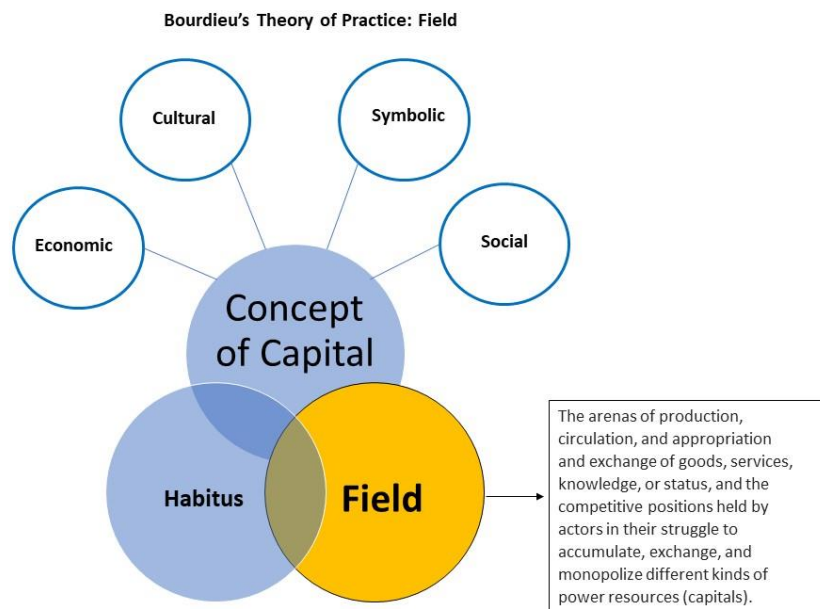 Bourdieu's Theory of Practice: Field
Cultural
Symbolic
Economic
Social
Concept
of Capital
Habitus
Field
The arenas of production,
circulation, and appropriation
and exchange of goods, services,
knowledge, or status, and the
competitive positions held by
actors in their struggle to
accumulate, exchange, and
monopolize different kinds of
power resources (capitals).